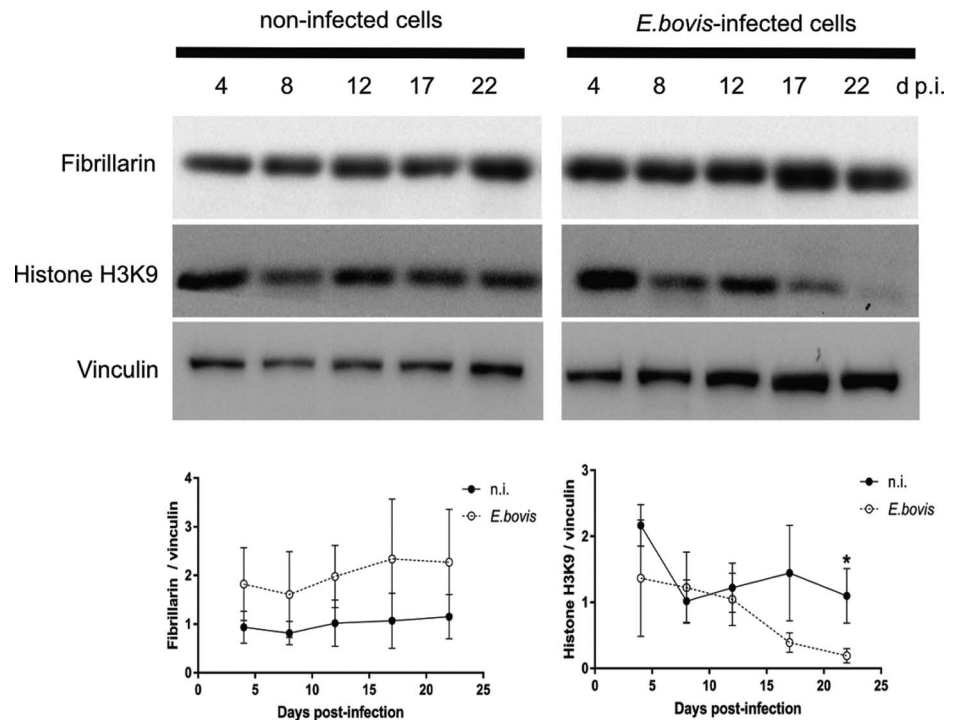 non-infected cells
E.bovis-infected cells
4 8 12 17 22
4 8 12 17 22 d p.i.
Fibrillarin
Histone H3K9
Vinculin
Fibrillarin / vinculin
4
3
2
1
0
0 5 10 15 20 25
Days post-infection
n.i.
E.bovis
Histone H3K9 / vinculin
3
2
1
0
0 5 10 15 20 25
Days post-infection
n.i.
E.bovis
*